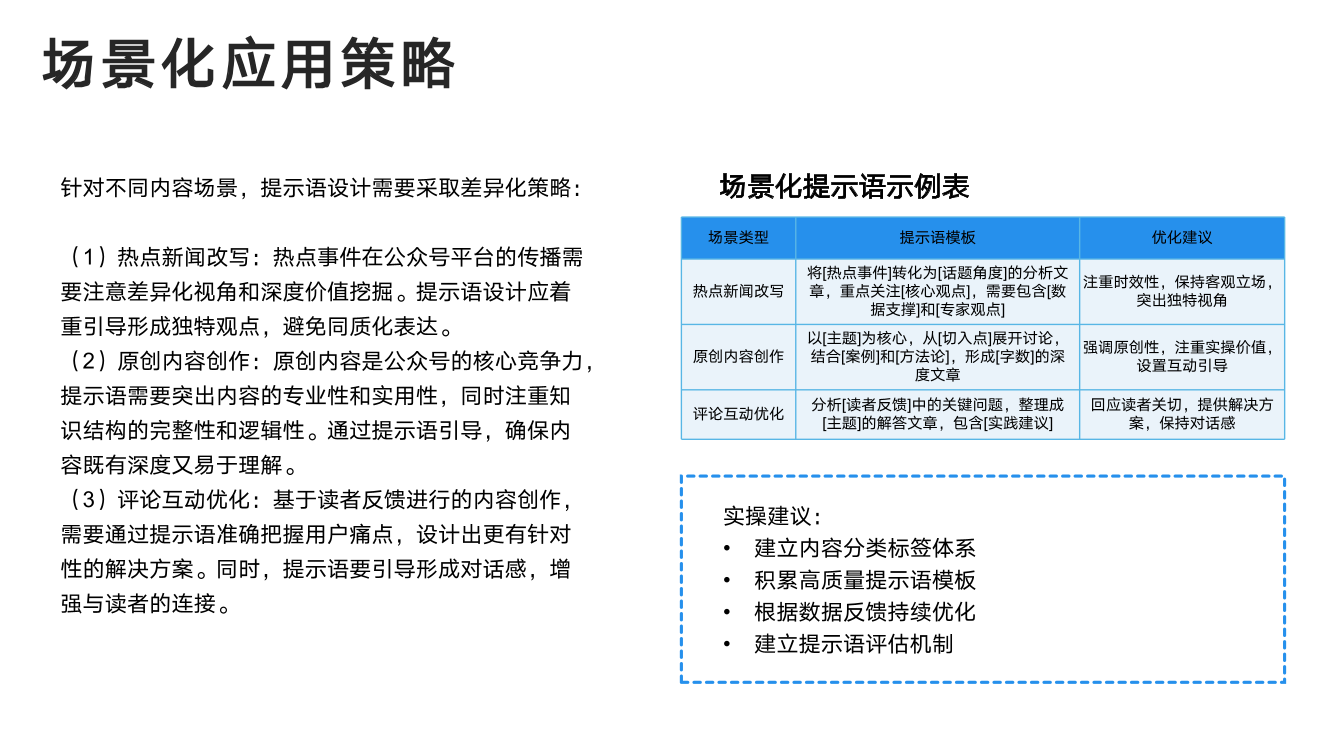 场景化应用策略
针对不同内容场景，提示语设计需要采取差异化策略：
（1）热点新闻改写：热点事件在公众号平台的传播需
要注意差异化视角和深度价值挖掘。提示语设计应着
重引导形成独特观点，避免同质化表达。
（2）原创内容创作：原创内容是公众号的核心竞争力，
提示语需要突出内容的专业性和实用性，同时注重知
识结构的完整性和逻辑性。通过提示语引导，确保内
容既有深度又易于理解。
（3）评论互动优化：基于读者反馈进行的内容创作，
需要通过提示语准确把握用户痛点，设计出更有针对
性的解决方案。同时，提示语要引导形成对话感，增
强与读者的连接。
场景化提示语示例表
场景类型
提示语模板
优化建议
热点新闻改写
将[热点事件]转化为[话题角度]的分析文
章，重点关注[核心观点]，需要包含[数
据支撑]和[专家观点]
注重时效性，保持客观立场，
突出独特视角
原创内容创作
以[主题]为核心，从[切入点]展开讨论，
结合[案例]和[方法论]，形成[字数]的深
度文章
强调原创性，注重实操价值，
设置互动引导
评论互动优化
分析[读者反馈]中的关键问题，整理成
[主题]的解答文章，包含[实践建议]
回应读者关切，提供解决方
案，保持对话感
实操建议：
• 建立内容分类标签体系
• 积累高质量提示语模板
• 根据数据反馈持续优化
• 建立提示语评估机制